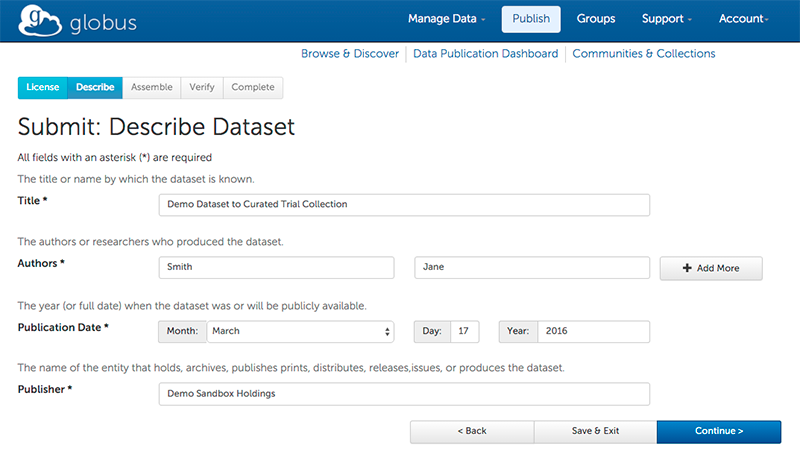 g globus Manage Data Publish Groups Support Account
Browse & Discover Data Publication Dashboard Communities & Collections
License Describe Assemble Verify Complete
Submit: Describe Dataset
All fields with an asterisk (*) are required
The title or name by which the dataset is known.
Title * Demo Dataset to Curated Trial Collection
The authors or researchers who produced the dataset.
Authors * Smith Jane + Add More
The year (or full date) when the dataset was or will be publicly available.
Publication Date * Month: March Day: 17 Year: 2016
The name of the entity that holds, archives, publishes prints, distributes, releases,issues, or produces the dataset.
Publisher * Demo Sandbox Holdings
< Back Save & Exit Continue >